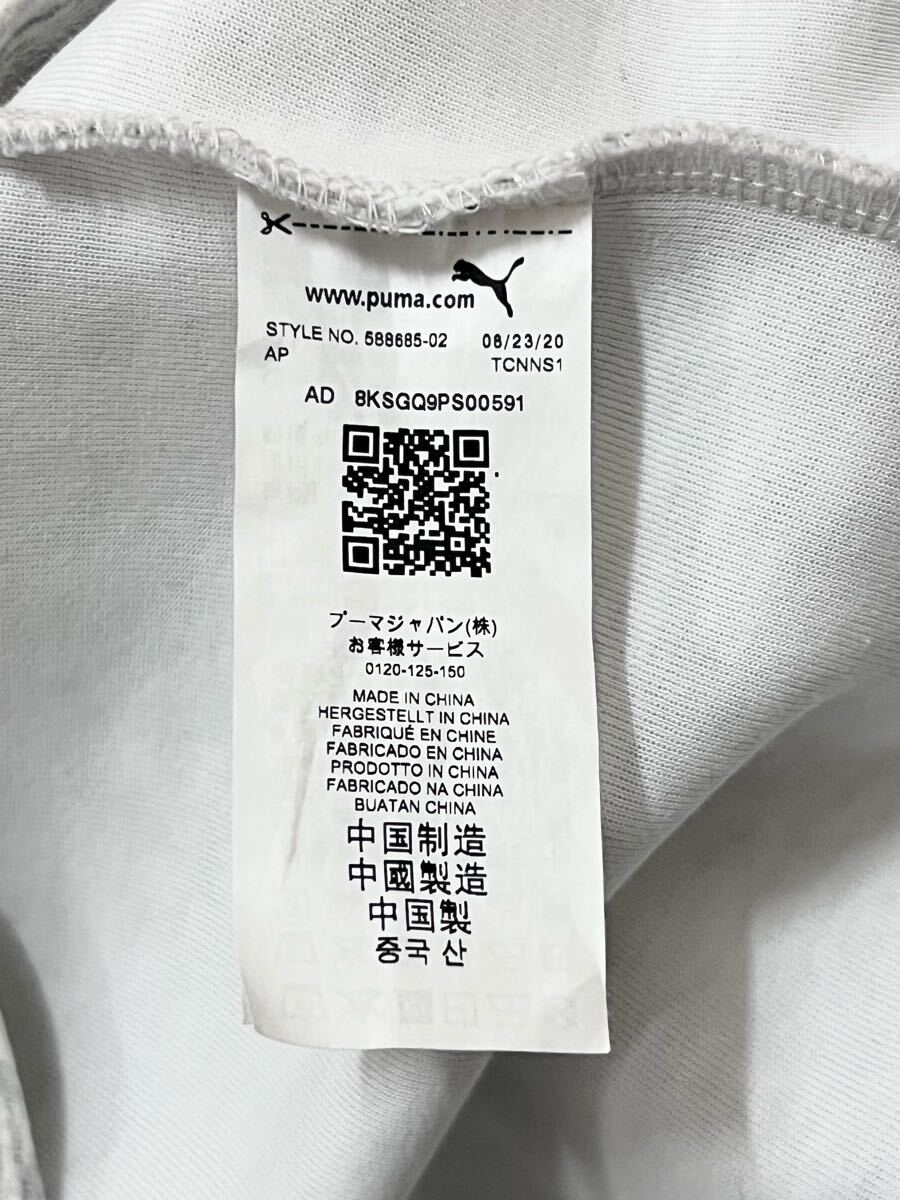 www.puma.com
STYLE NO. 588685-02 08/23/20
AP TCNNS1
AD 8KSGQ9PS00591
プーマジャパン(株)
お客様サービス
0120-125-150
MADE IN CHINA
HERGESTELLT IN CHINA
FABRIQUÉ EN CHINE
FABRICADO EN CHINA
PRODOTTO IN CHINA
FABRICADO NA CHINA
BUATAN CHINA
中国制造
中國製造
中国製
중국 산